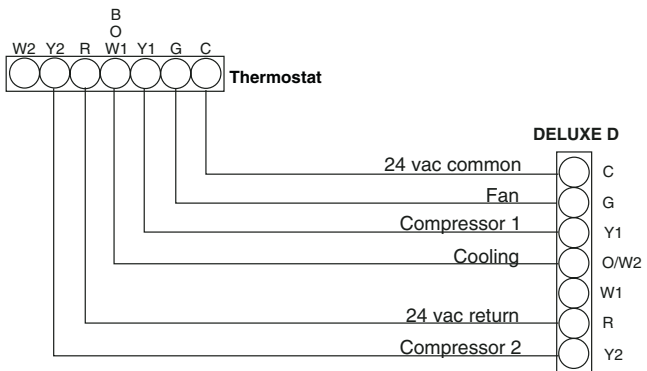 B
O
W2 Y2 R W1 Y1 G C
Thermostat
DELUXE D
24 vac common C
Fan G
Compressor 1 Y1
Cooling O/W2
W1
24 vac return R
Compressor 2 Y2